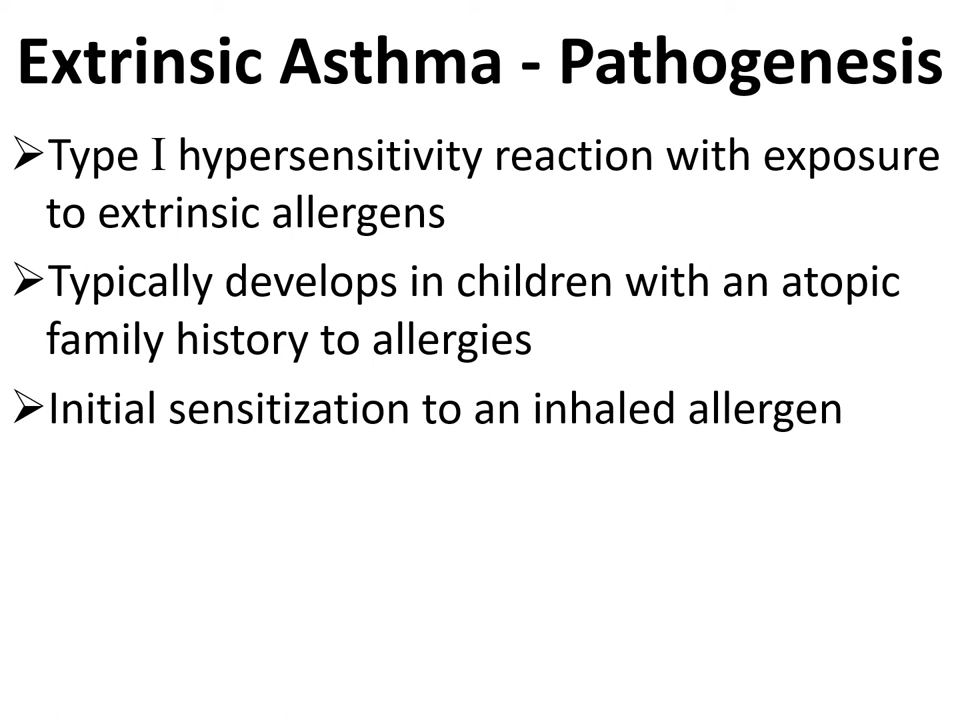 Extrinsic Asthma - Pathogenesis
➢Type I hypersensitivity reaction with exposure
to extrinsic allergens
➢Typically develops in children with an atopic
family history to allergies
➢Initial sensitization to an inhaled allergen